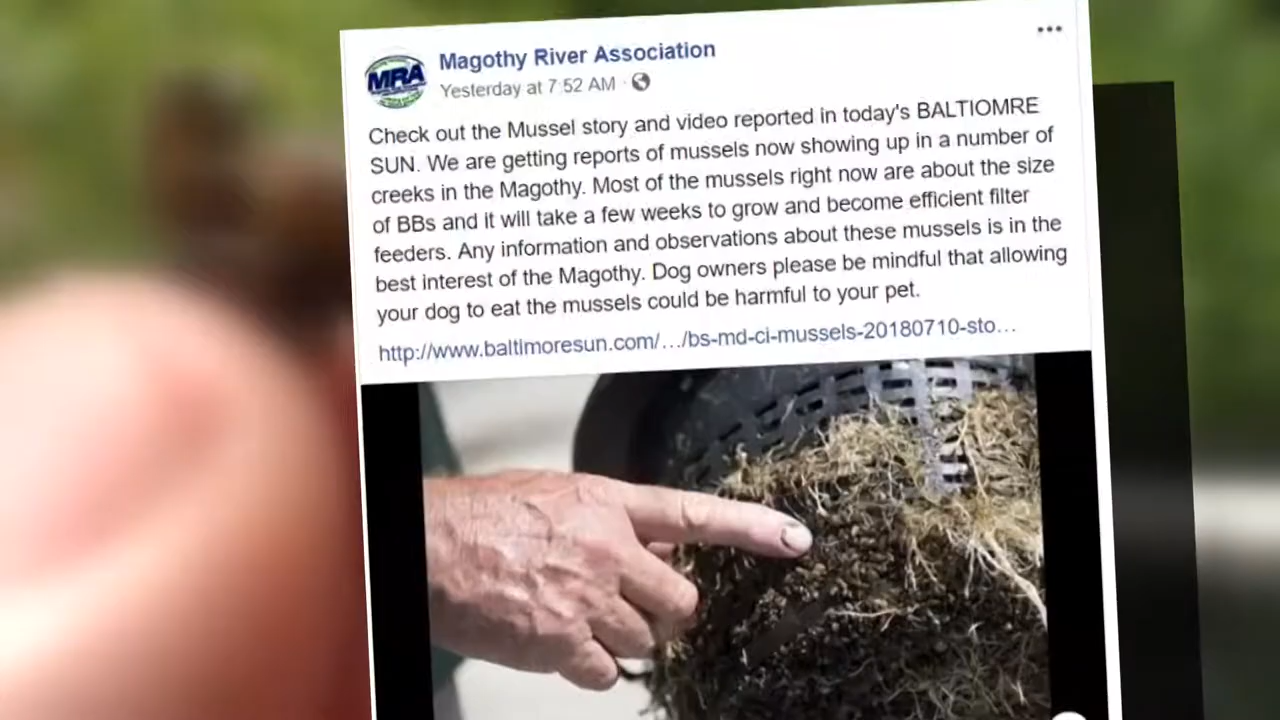 MRA
Magothy River Association
Yesterday at 7:52 AM ·
Check out the Mussel story and video reported in today's BALTIOMRE
SUN. We are getting reports of mussels now showing up in a number of
creeks in the Magothy. Most of the mussels right now are about the size
of BBs and it will take a few weeks to grow and become efficient filter
feeders. Any information and observations about these mussels is in the
best interest of the Magothy. Dog owners please be mindful that allowing
your dog to eat the mussels could be harmful to your pet.
http://www.baltimoresun.com/…/bs-md-ci-mussels-20180710-sto…